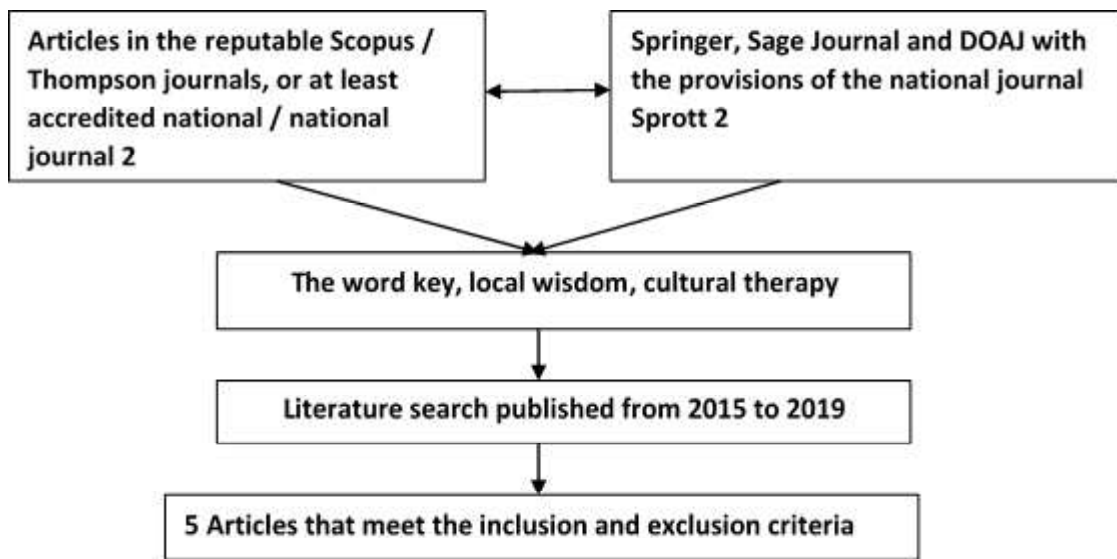 Articles in the reputable Scopus /
Thompson journals, or at least
accredited national / national
journal 2
Springer, Sage Journal and DOAJ with
the provisions of the national journal
Sprott 2
The word key, local wisdom, cultural therapy
Literature search published from 2015 to 2019
5 Articles that meet the inclusion and exclusion criteria